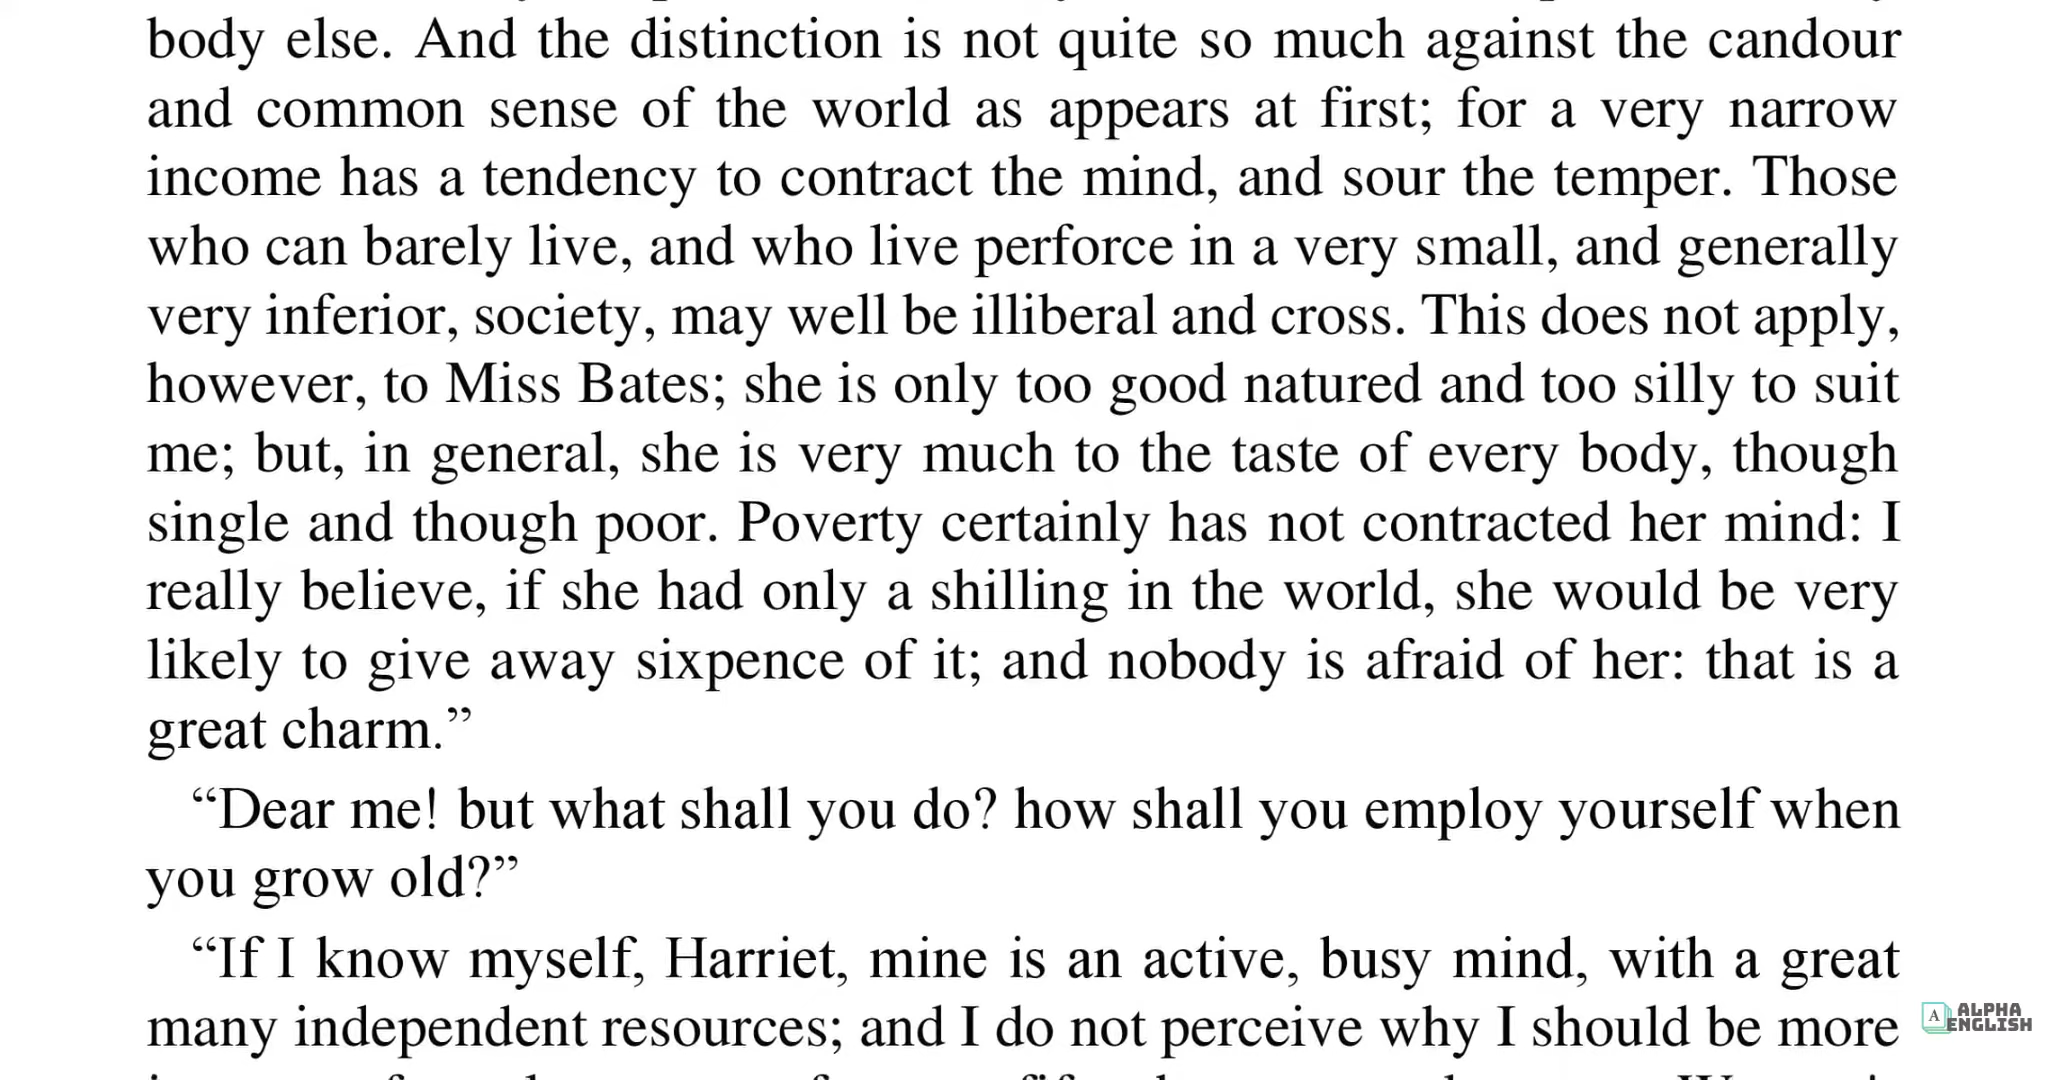 body else. And the distinction is not quite so much against the candour
and common sense of the world as appears at first; for a very narrow
income has a tendency to contract the mind, and sour the temper. Those
who can barely live, and who live perforce in a very small, and generally
very inferior, society, may well be illiberal and cross. This does not apply,
however, to Miss Bates; she is only too good natured and too silly to suit
me; but, in general, she is very much to the taste of every body, though
single and though poor. Poverty certainly has not contracted her mind: I
really believe, if she had only a shilling in the world, she would be very
likely to give away sixpence of it; and nobody is afraid of her: that is a
great charm.”
“Dear me! but what shall you do? how shall you employ yourself when
you grow old?”
“If I know myself, Harriet, mine is an active, busy mind, with a great
many independent resources; and I do not perceive why I should be more
A ALPHA
ENGLISH